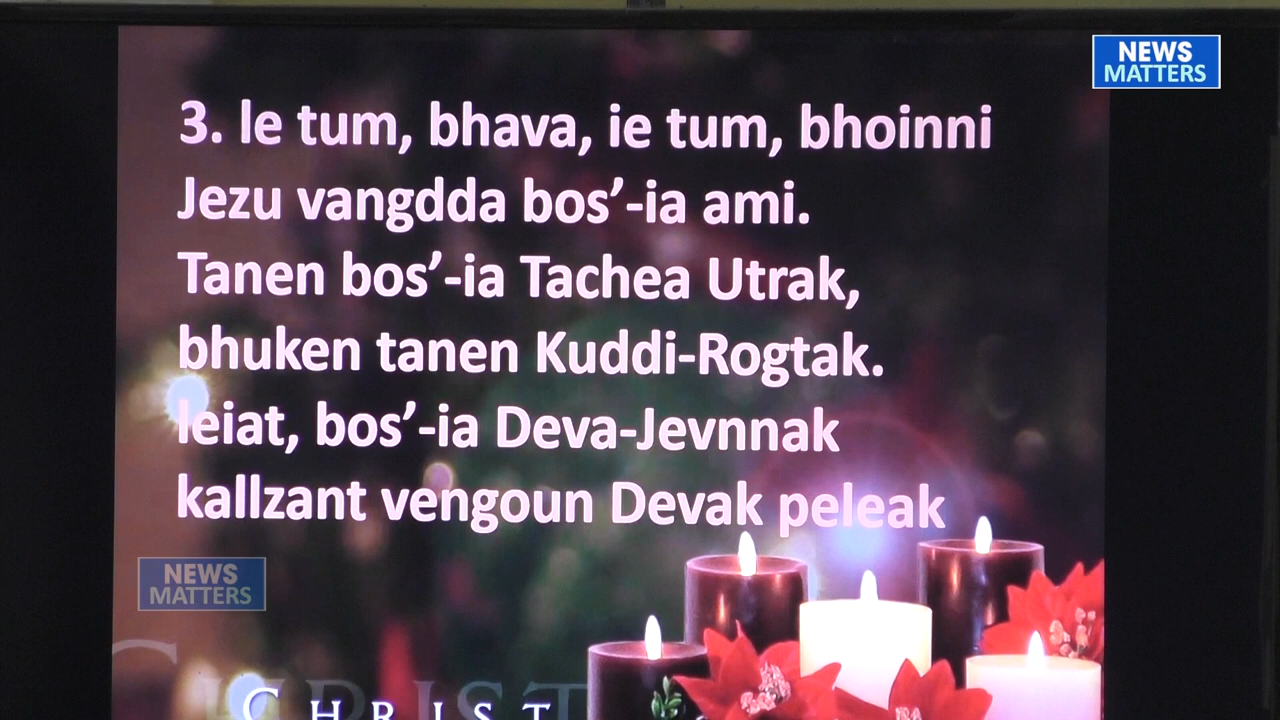 NEWS
MATTERS
3. Ie tum, bhava, ie tum, bhoinni
Jezu vangdda bos’-ia ami.
Tanen bos’-ia Tachea Utrak,
bhuken tanen Kuddi-Rogtak.
Ieiat, bos’-ia Deva-Jevnnak
kallzant vengoun Devak peleak
NEWS
MATTERS
CHRIST